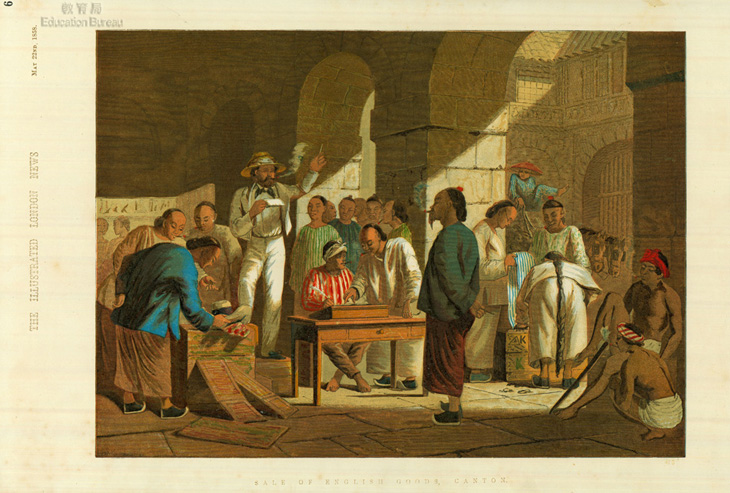 教育局
Education Bureau
6
MAY 22ND, 1858.
THE ILLUSTRATED LONDON NEWS
SALE OF ENGLISH GOODS, CANTON.